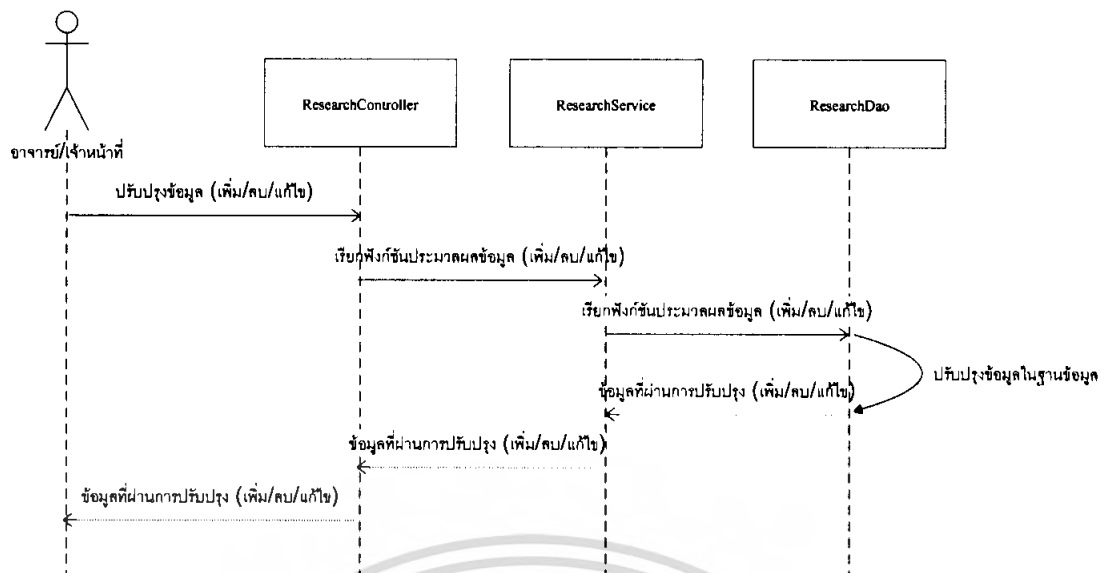 ResearchController
ResearchService
ResearchDao
อาจารย์/เจ้าหน้าที่
ปรับปรุงข้อมูล (เพิ่ม/ลบ/แก้ไข)
เรียกฟังก์ชันประมวลผลข้อมูล (เพิ่ม/ลบ/แก้ไข)
เรียกฟังก์ชันประมวลผลข้อมูล (เพิ่ม/ลบ/แก้ไข)
ปรับปรุงข้อมูลในฐานข้อมูล
ข้อมูลที่ผ่านการปรับปรุง (เพิ่ม/ลบ/แก้ไข)
ข้อมูลที่ผ่านการปรับปรุง (เพิ่ม/ลบ/แก้ไข)
ข้อมูลที่ผ่านการปรับปรุง (เพิ่ม/ลบ/แก้ไข)